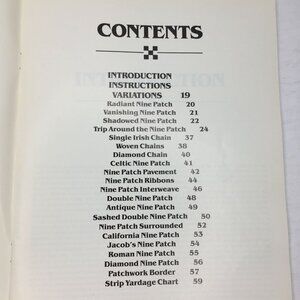 CONTENTS
INTRODUCTION
INSTRUCTIONS
VARIATIONS 19
Radiant Nine Patch 20
Vanishing Nine Patch 21
Shadowed Nine Patch 22
Trip Around the Nine Patch 24
Single Irish Chain 37
Woven Chains 38
Diamond Chain 40
Celtic Nine Patch 41
Nine Patch Pavement 42
Nine Patch Ribbons 44
Nine Patch Interweave 46
Double Nine Patch 48
Antique Nine Patch 49
Sashed Double Nine Patch 50
Nine Patch Surrounded 52
California Nine Patch 53
Jacob's Nine Patch 54
Roman Nine Patch 55
Diamond Nine Patch 56
Patchwork Border 57
Strip Yardage Chart 59